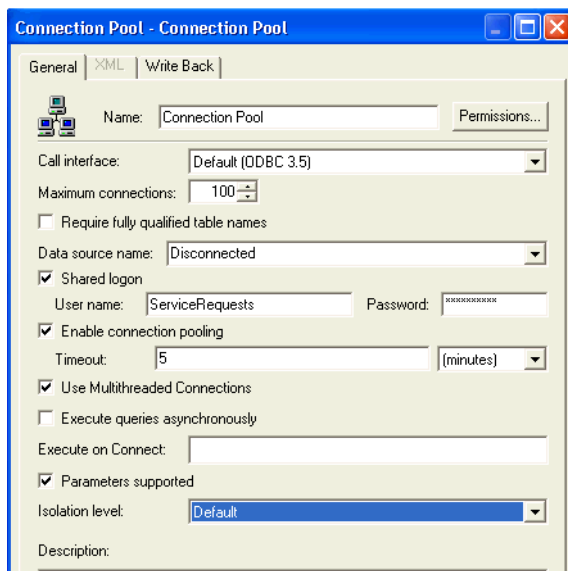 Connection Pool - Connection Pool
General XML Write Back
Name: Connection Pool Permissions...
Call interface: Default (ODBC 3.5)
Maximum connections: 100
Require fully qualified table names
Data source name: Disconnected
Shared logon
User name: ServiceRequests Password: **********
Enable connection pooling
Timeout: 5 (minutes)
Use Multithreaded Connections
Execute queries asynchronously
Execute on Connect:
Parameters supported
Isolation level: Default
Description: